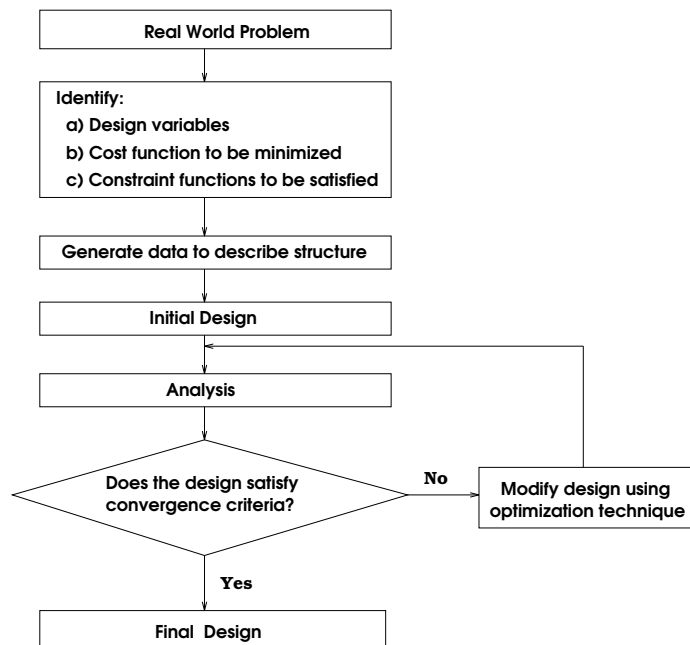 Real World Problem
Identify:
a) Design variables
b) Cost function to be minimized
c) Constraint functions to be satisfied
Generate data to describe structure
Initial Design
Analysis
Does the design satisfy
convergence criteria?
No
Modify design using
optimization technique
Yes
Final Design